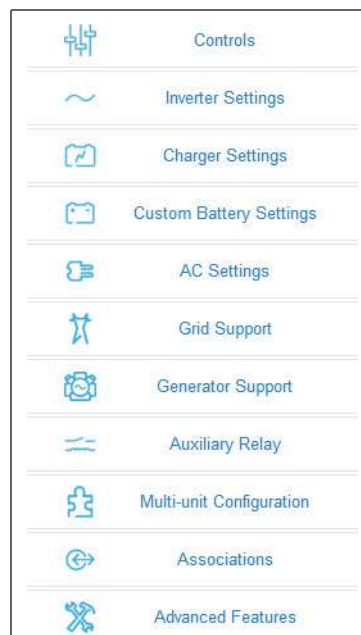 Controls
Inverter Settings
Charger Settings
Custom Battery Settings
AC Settings
Grid Support
Generator Support
Auxiliary Relay
Multi-unit Configuration
Associations
Advanced Features